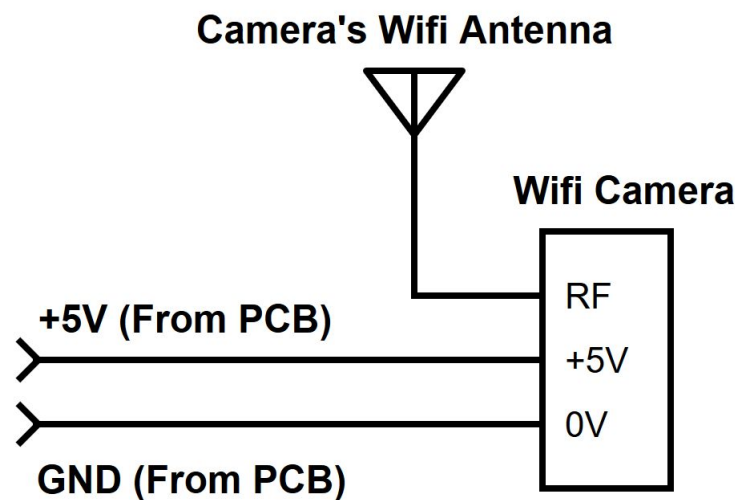 Camera's Wifi Antenna
Wifi Camera
RF
+5V (From PCB)
+5V
0V
GND (From PCB)